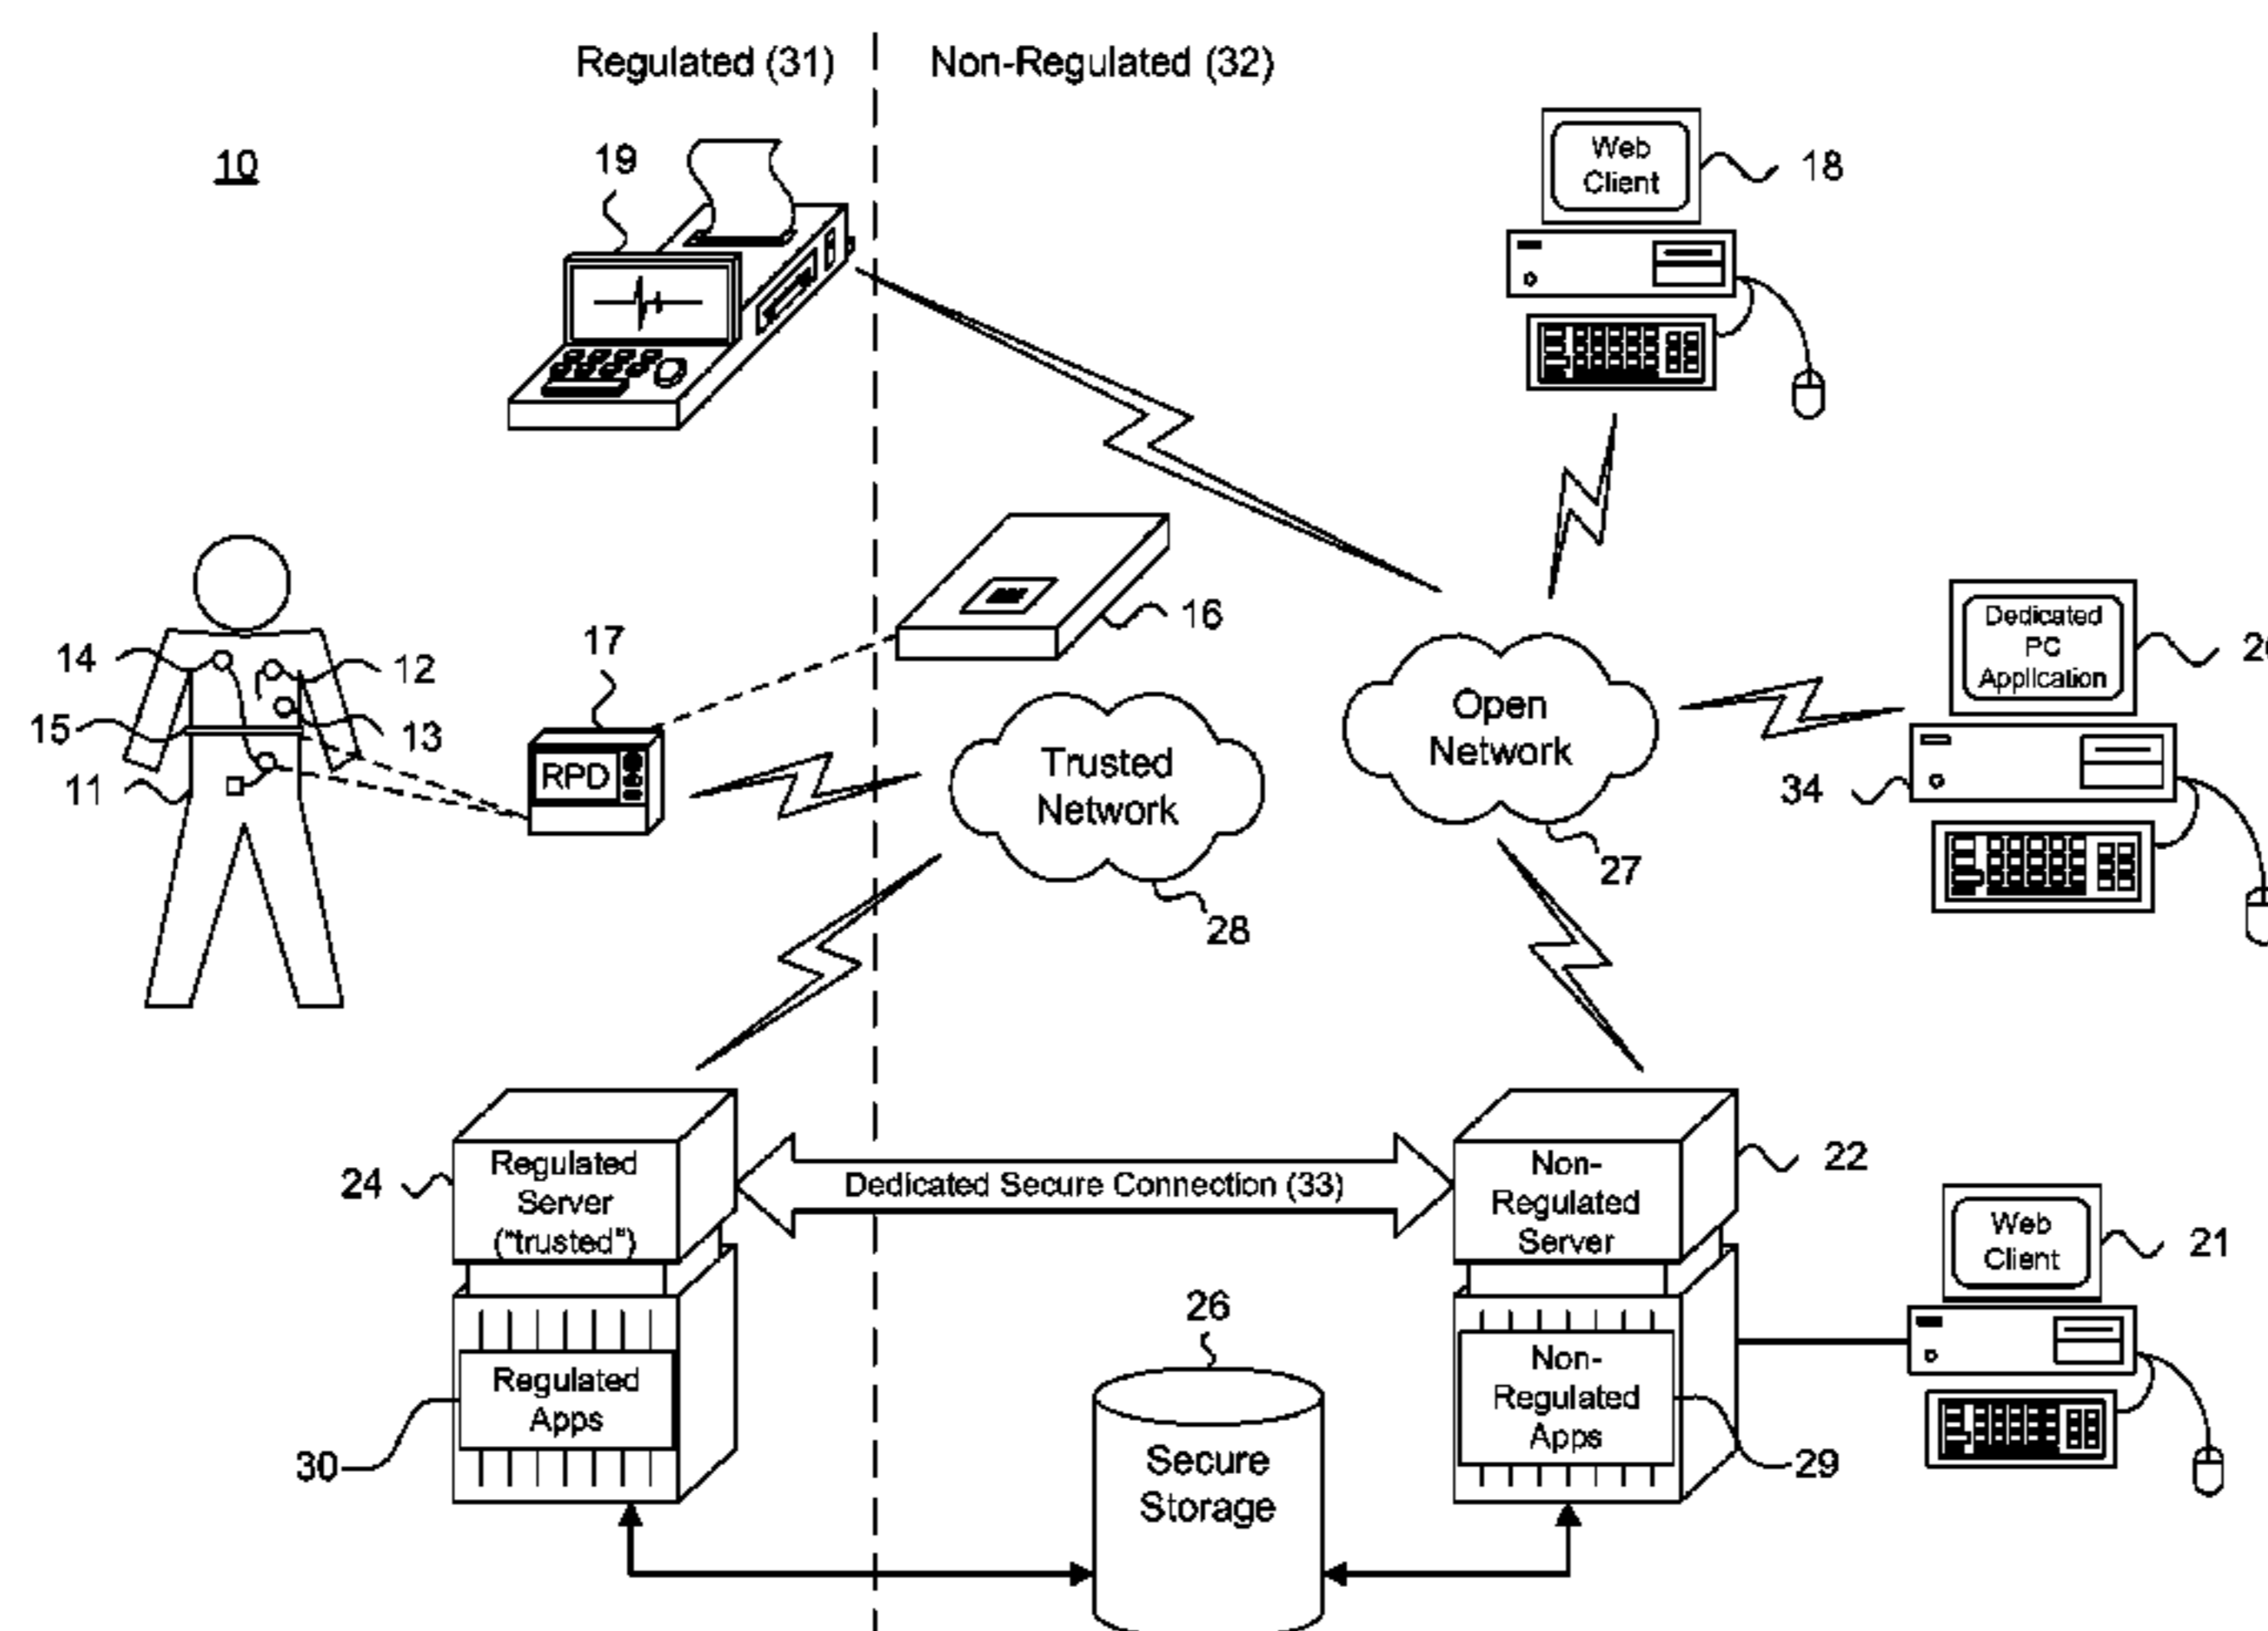 Regulated (31)
Non-Regulated (32)
10
19
Web
Client
18
16
14
12
17
15
13
11
RPD
Trusted
Network
28
Open
Network
27
Dedicated
PC
Application
34
24
Regulated
Server
("trusted")
Dedicated Secure Connection (33)
Non-
Regulated
Server
22
Web
Client
21
26
Regulated
Apps
30
Secure
Storage
Non-
Regulated
Apps
29